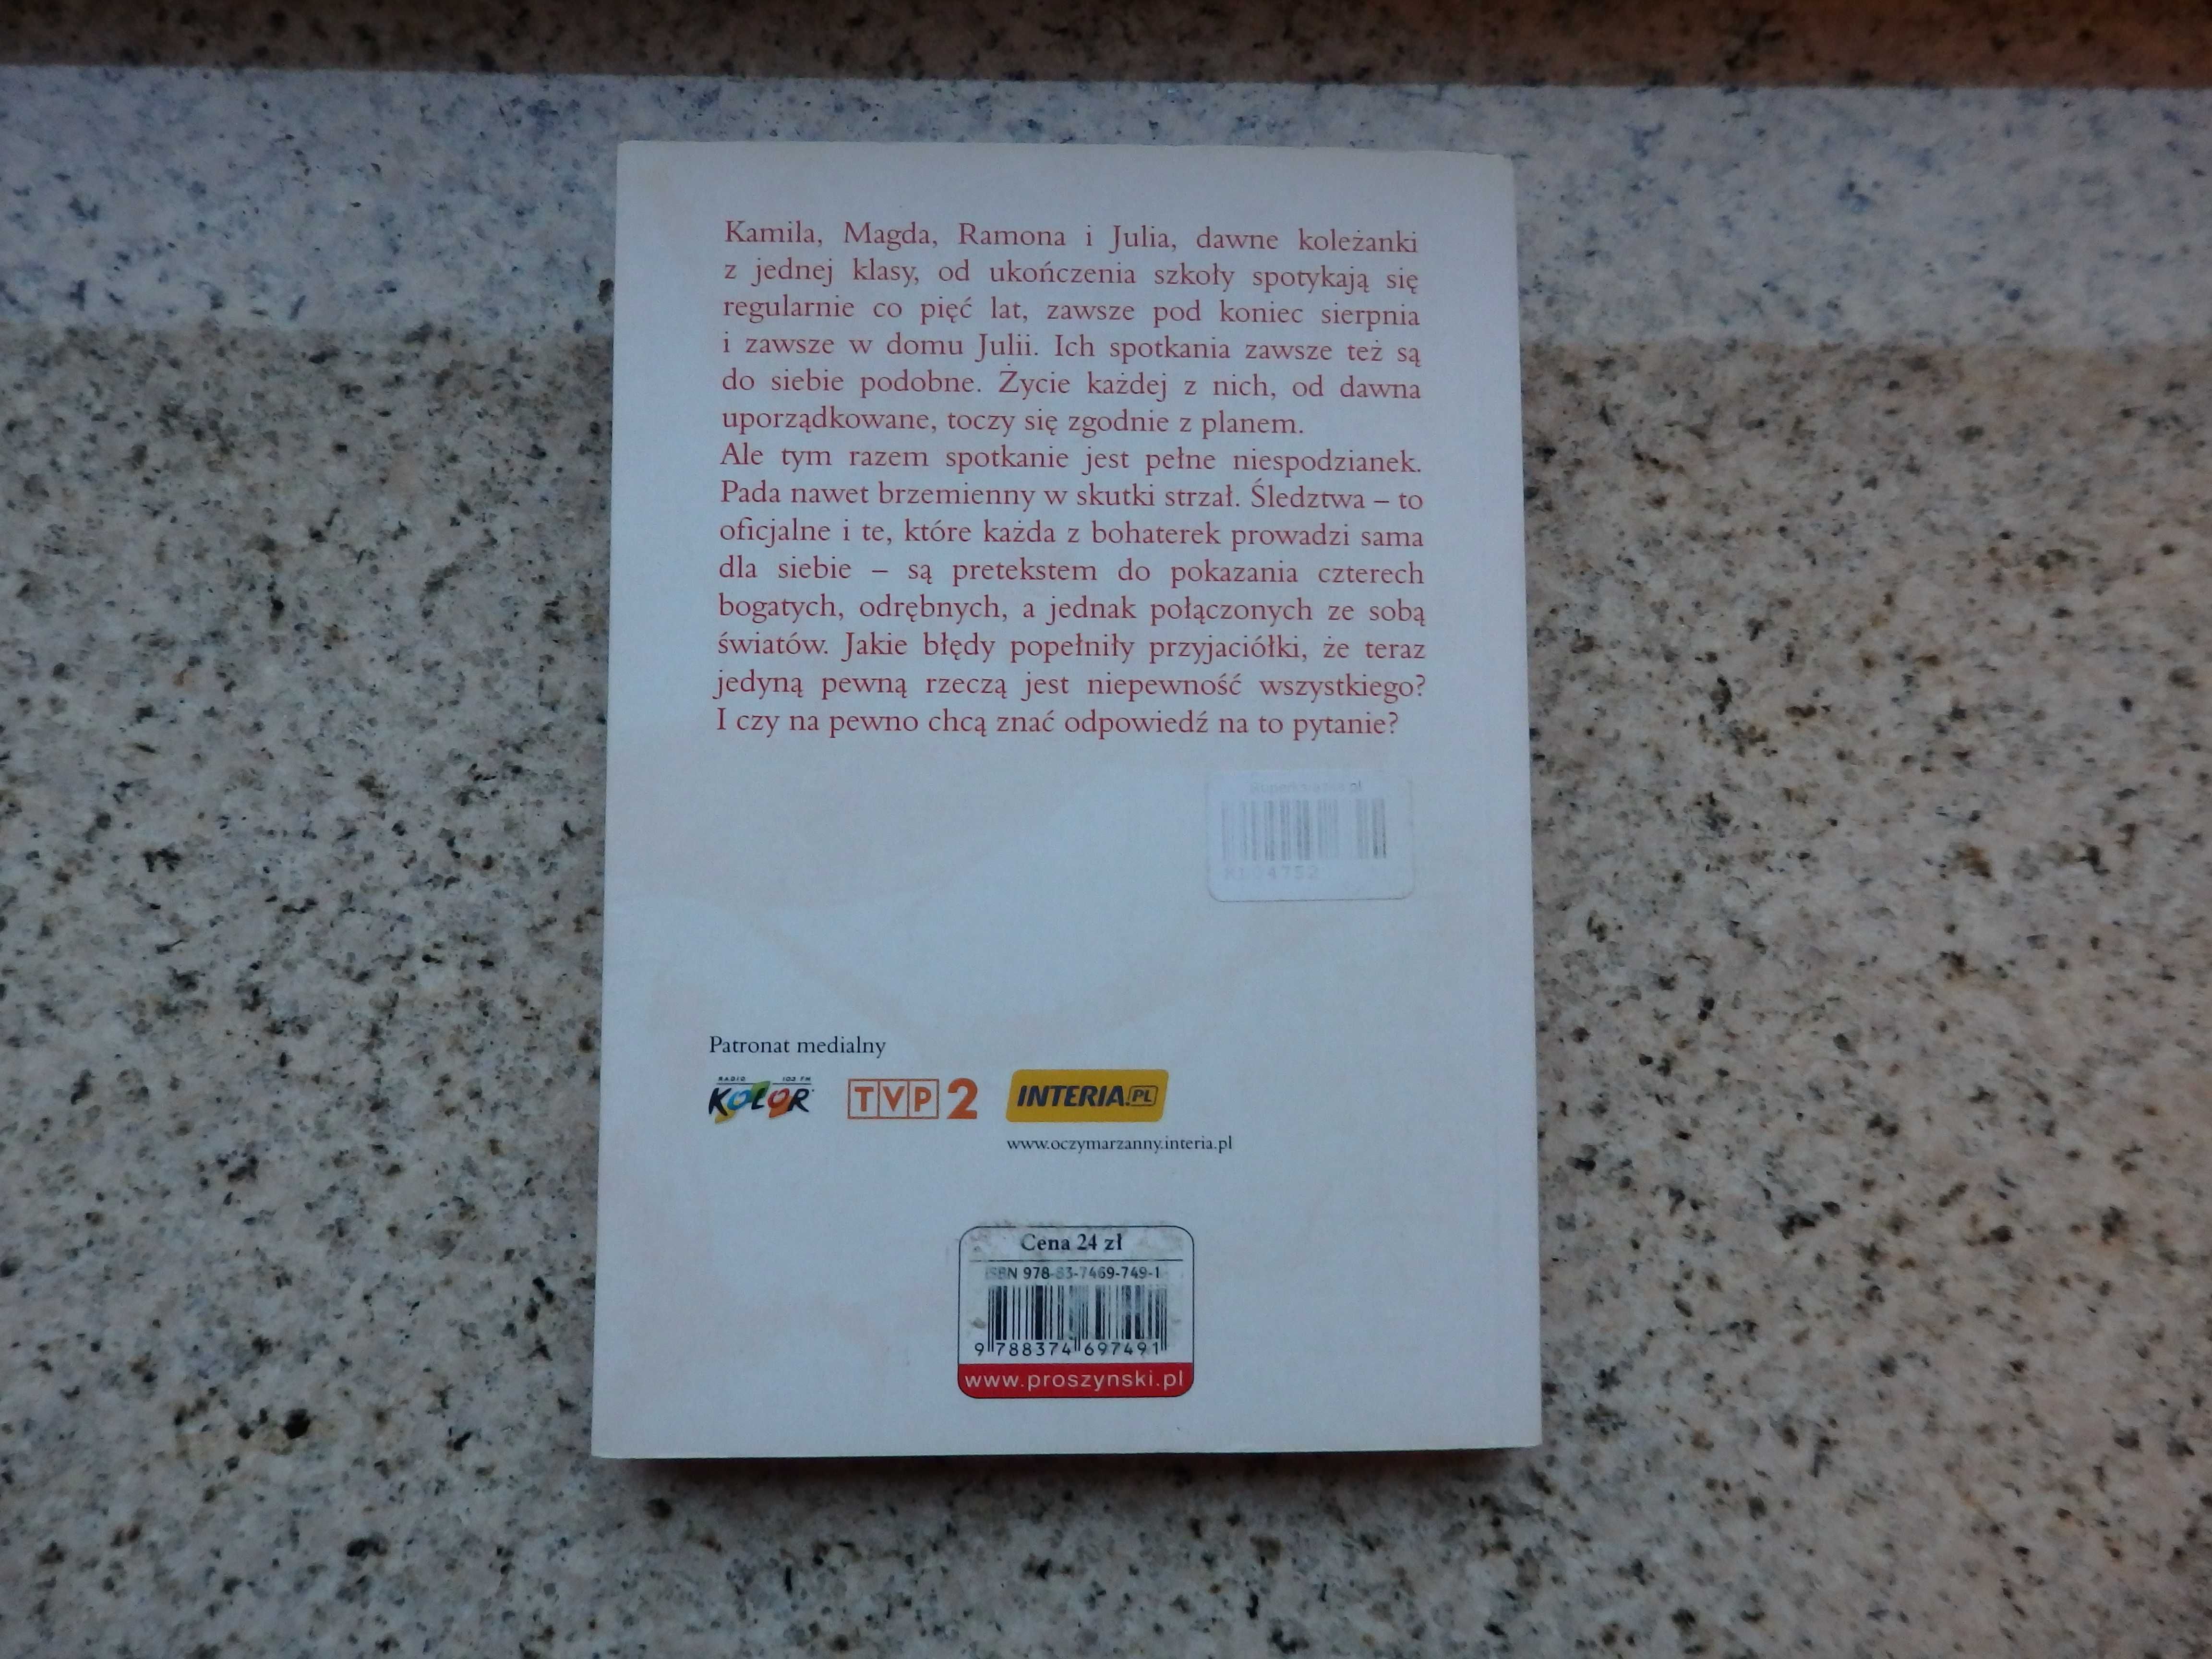 Kamila, Magda, Ramona i Julia, dawne koleżanki
z jednej klasy, od ukończenia szkoły spotykają się
regularnie co pięć lat, zawsze pod koniec sierpnia
i zawsze w domu Julii. Ich spotkania zawsze też są
do siebie podobne. Życie każdej z nich, od dawna
uporządkowane, toczy się zgodnie z planem.
Ale tym razem spotkanie jest pełne niespodzianek.
Pada nawet brzemienny w skutki strzał. Śledztwa – to
oficjalne i te, które każda z bohaterek prowadzi sama
dla siebie – są pretekstem do pokazania czterech
bogatych, odrębnych, a jednak połączonych ze sobą
światów. Jakie błędy popełniły przyjaciółki, że teraz
jedyną pewną rzeczą jest niepewność wszystkiego?
I czy na pewno chcą znać odpowiedź na to pytanie?
Patronat medialny
RADIO 103 FM
KOLOR
TVP 2
INTERIA.PL
www.oczymarzanny.interia.pl
Cena 24 zł
ISBN 978-83-7469-749-1
9 788374 697491
www.proszynski.pl